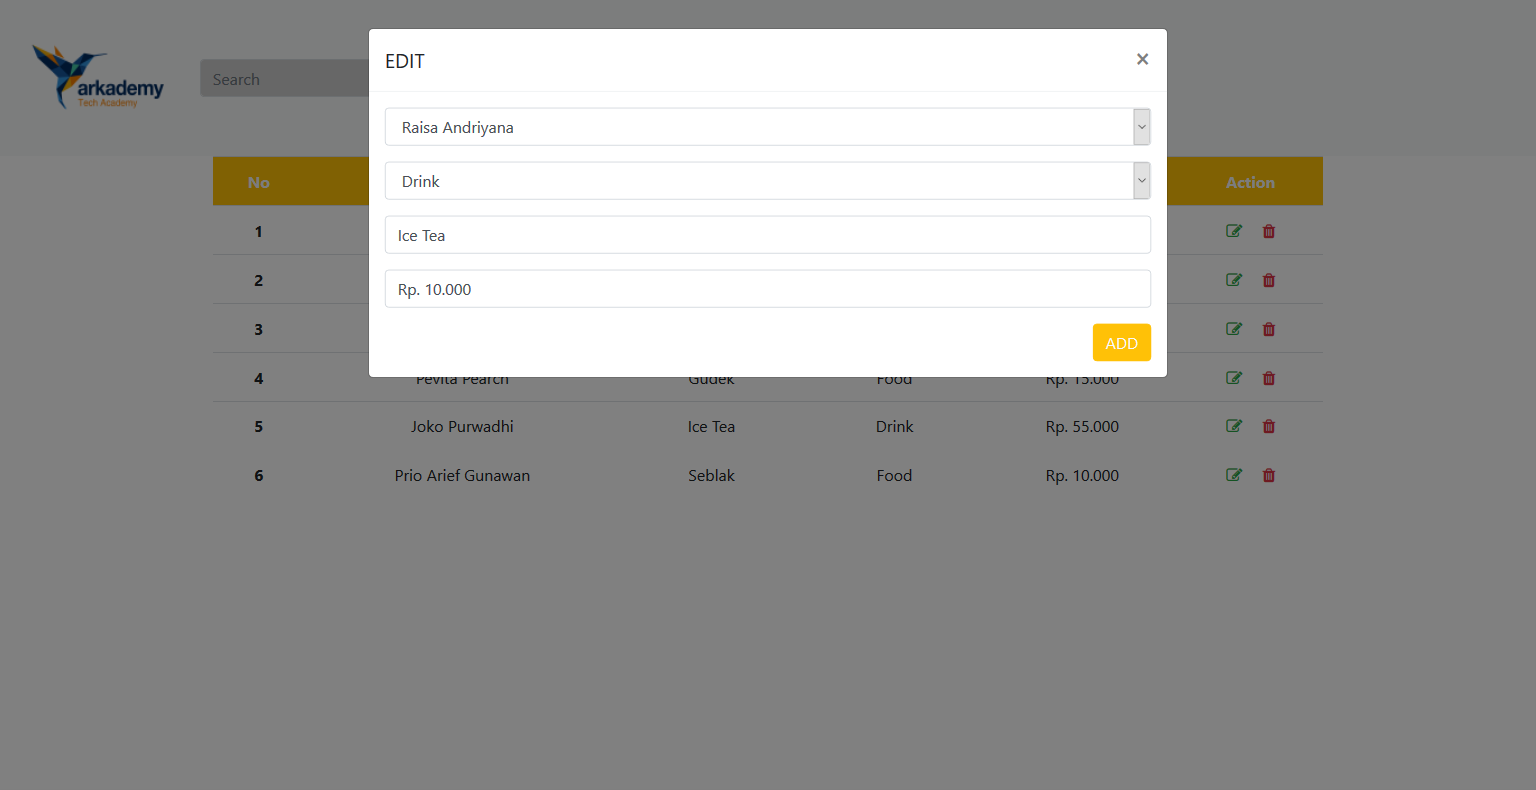 EDIT ×
arkademy
Tech Academy
Search
Raisa Andriyana
Drink
Ice Tea
Rp. 10.000
ADD
No Action
1
2
3
4 Pevita Pearch Gudek Food Rp. 15.000
5 Joko Purwadhi Ice Tea Drink Rp. 55.000
6 Prio Arief Gunawan Seblak Food Rp. 10.000